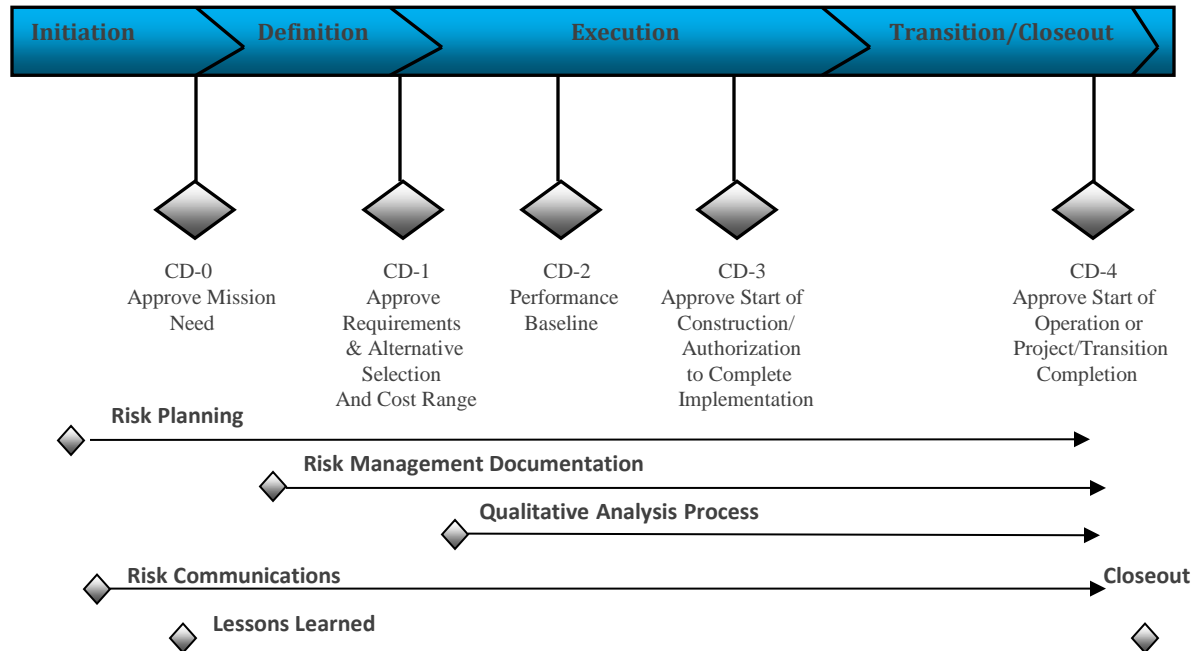 Initiation
Definition
Execution
Transition/Closeout
CD-0
Approve Mission
Need
CD-1
Approve
Requirements
& Alternative
Selection
And Cost Range
CD-2
Performance
Baseline
CD-3
Approve Start of
Construction/
Authorization
to Complete
Implementation
CD-4
Approve Start of
Operation or
Project/Transition
Completion
Risk Planning
Risk Management Documentation
Qualitative Analysis Process
Risk Communications
Closeout
Lessons Learned